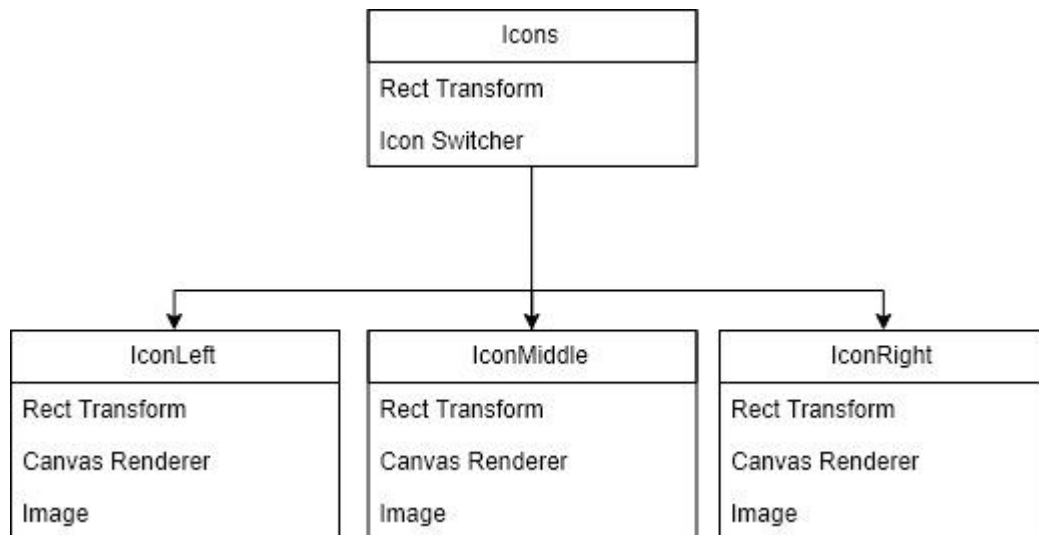 Icons
Rect Transform
Icon Switcher
IconLeft
Rect Transform
Canvas Renderer
Image
IconMiddle
Rect Transform
Canvas Renderer
Image
IconRight
Rect Transform
Canvas Renderer
Image